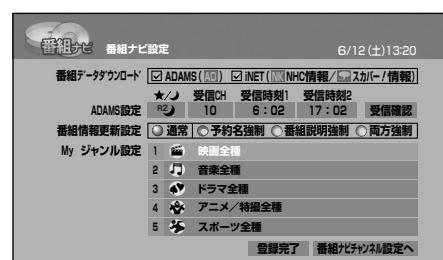 番組ナビ 番組ナビ設定 6/12(土)13:20
番組データダウンロード ADAMS(AD) iNET(NK NHC情報/スカパー!情報)
受信CH 受信時刻1 受信時刻2
ADAMS設定 R2 10 6:02 17:02 受信確認
番組情報更新設定 通常 予約名強制 番組説明強制 両方強制
My ジャンル設定 1 映画全種
2 音楽全種
3 ドラマ全種
4 アニメ/特撮全種
5 スポーツ全種
登録完了 番組ナビチャンネル設定へ